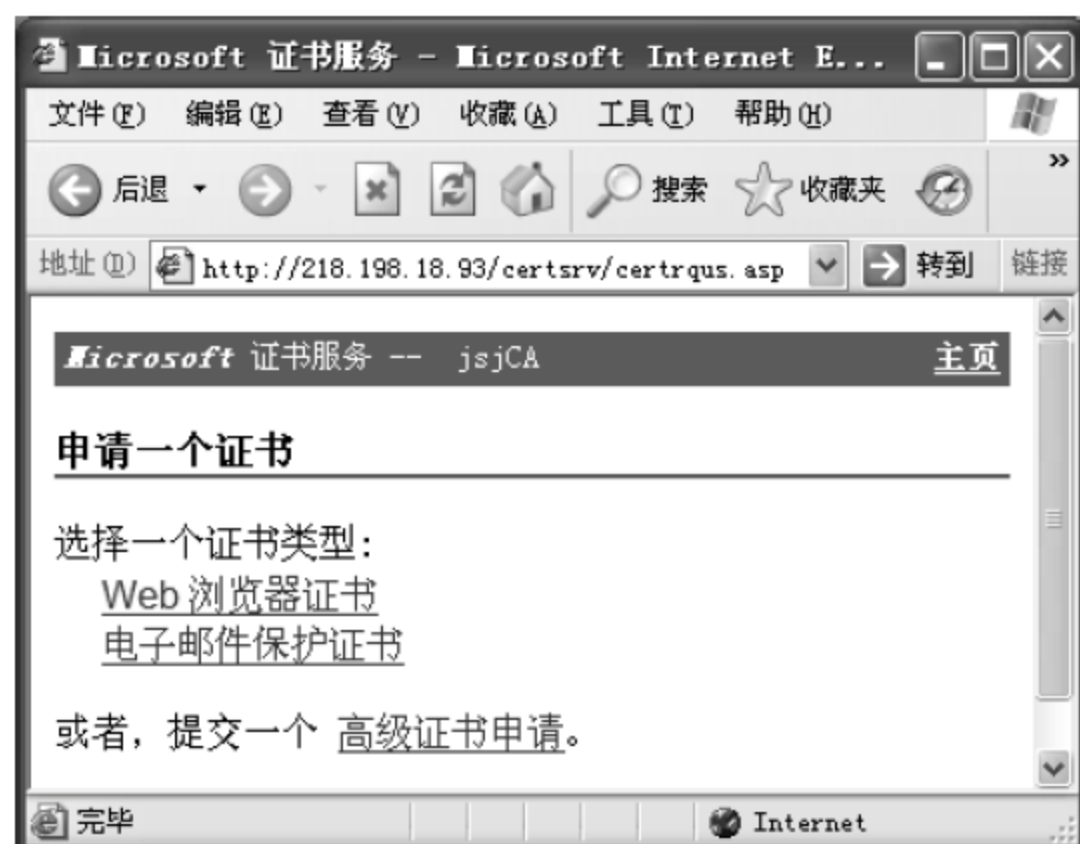 Microsoft 证书服务 - Microsoft Internet E...
文件(F) 编辑(E) 查看(V) 收藏(A) 工具(T) 帮助(H)
后退 搜索 收藏夹 »
地址(D) http://218.198.18.93/certsrv/certrqus.asp 转到 链接
Microsoft 证书服务 -- jsjCA 主页
申请一个证书
选择一个证书类型:
Web 浏览器证书
电子邮件保护证书
或者，提交一个 高级证书申请。
完毕 Internet